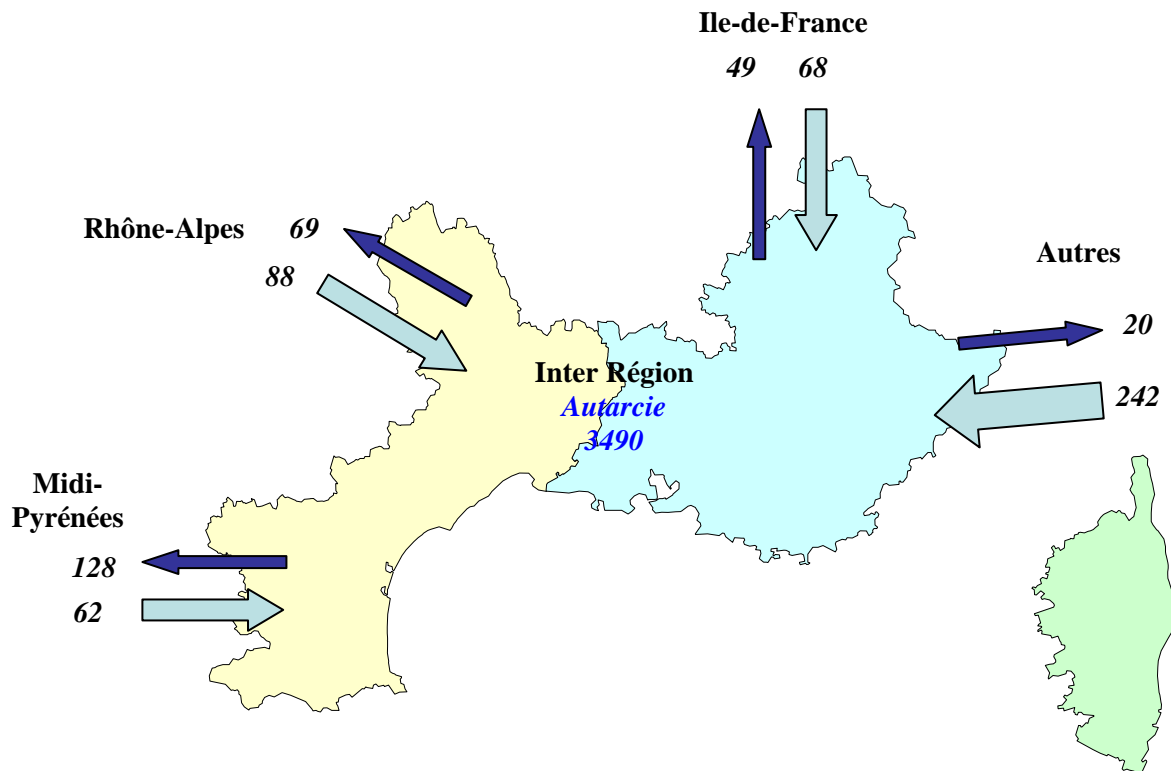 Ile-de-France
49 68
Rhône-Alpes 69
88
Autres
20
242
Inter Région
Autarcie
3490
Midi-
Pyrénées
128
62